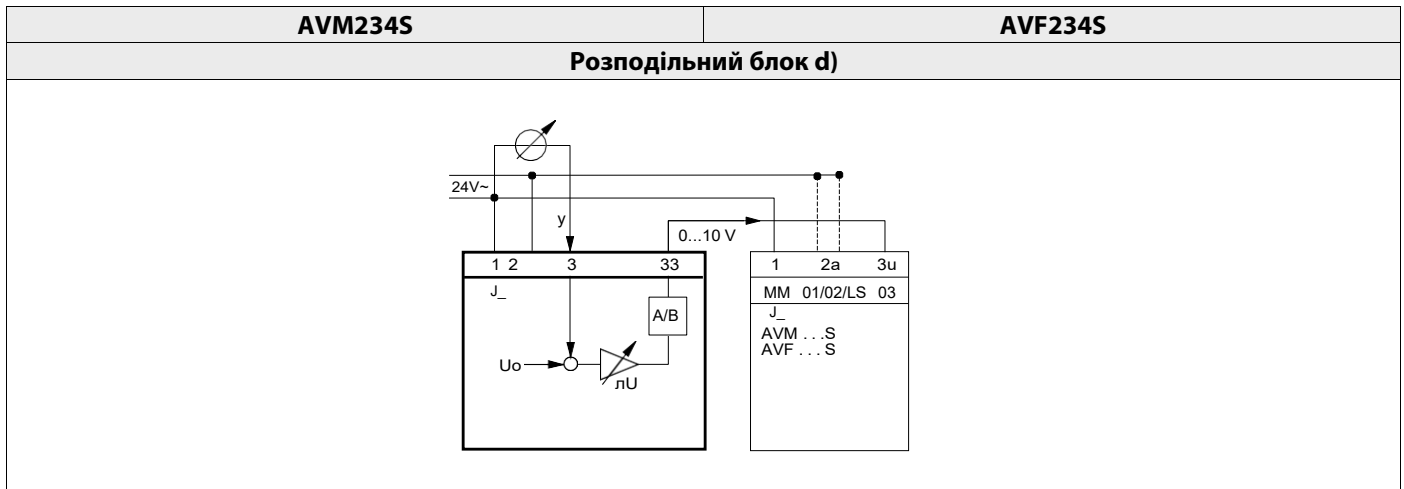 AVM234S AVF234S
Розподільний блок d)
24V~
y
0...10 V
1 2 3 33
1 2a 3u
J_
MM 01/02/LS 03
A/B
J_
AVM . . .S
AVF . . . S
Uo
лU